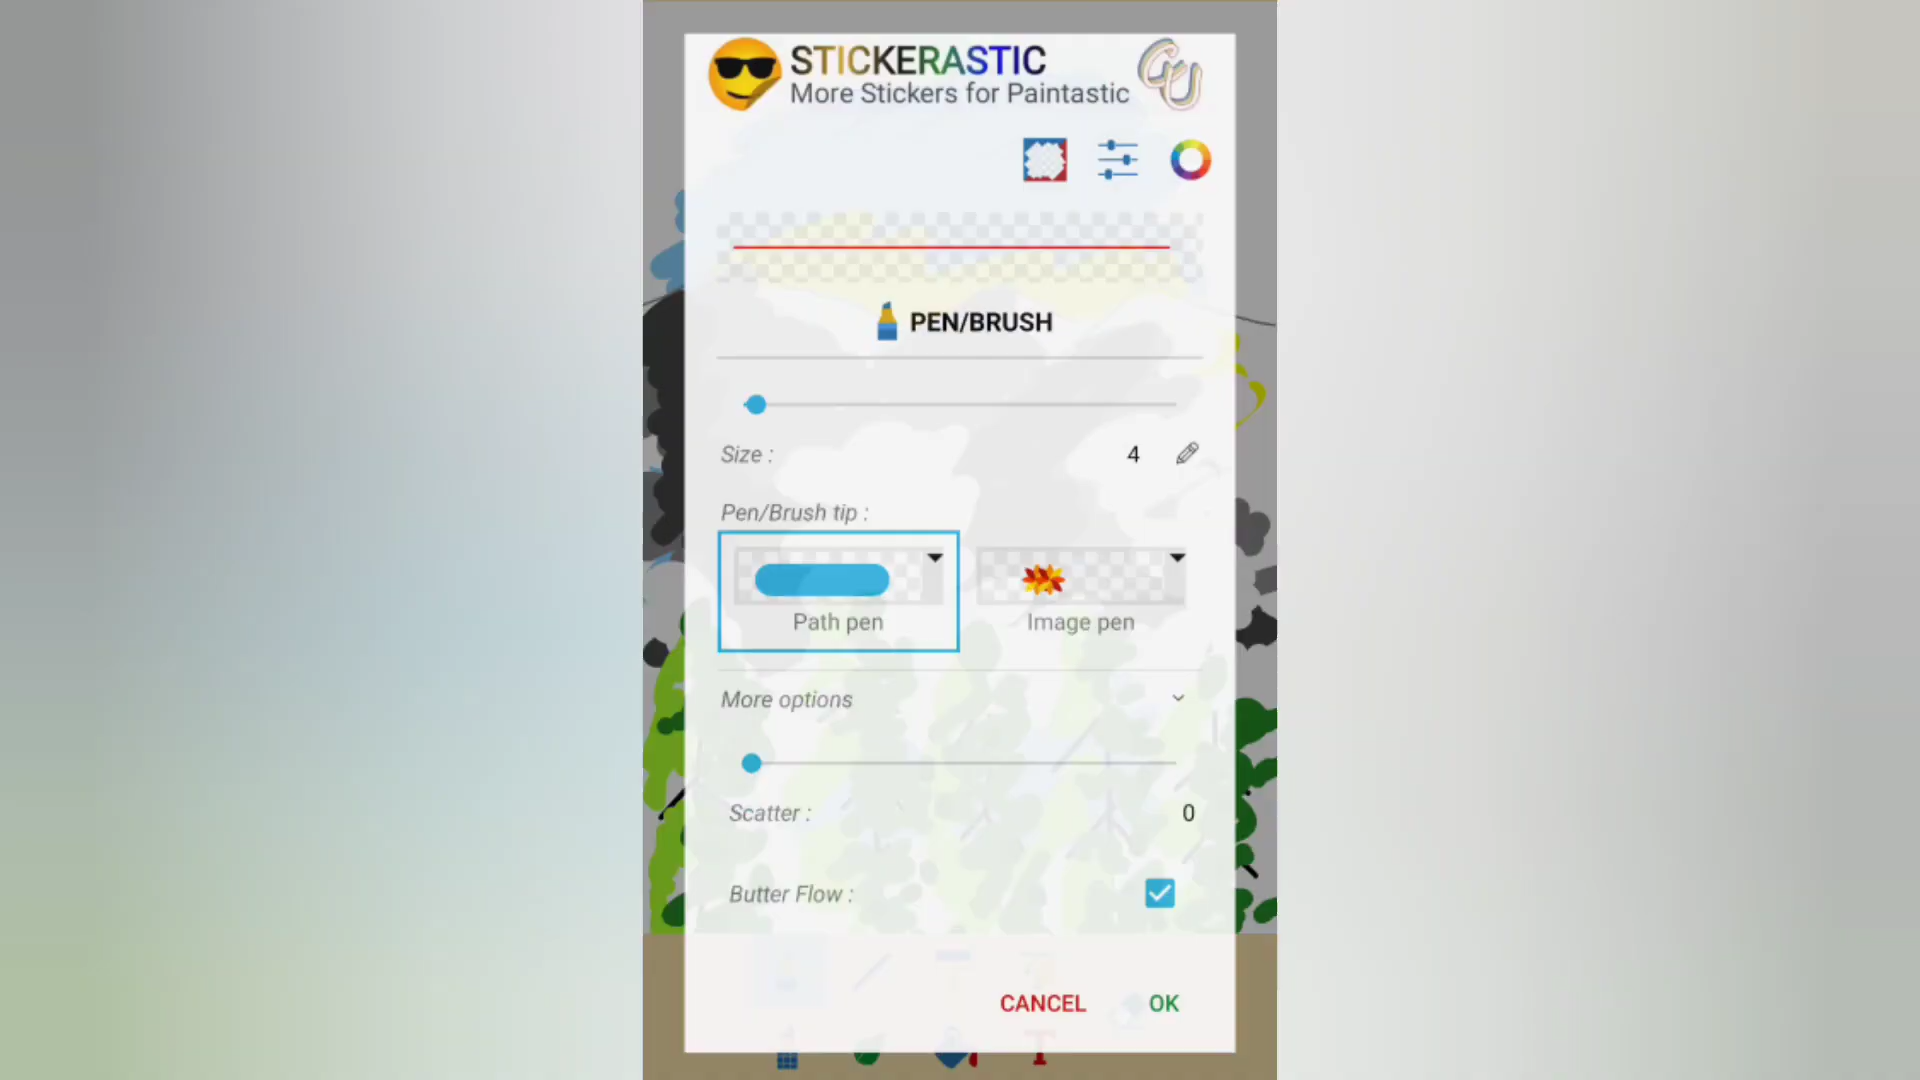 STICKERASTIC
More Stickers for Paintastic
GU
PEN/BRUSH
Size :
4
Pen/Brush tip :
Path pen
Image pen
More options
Scatter :
0
Butter Flow :
CANCEL
OK
T